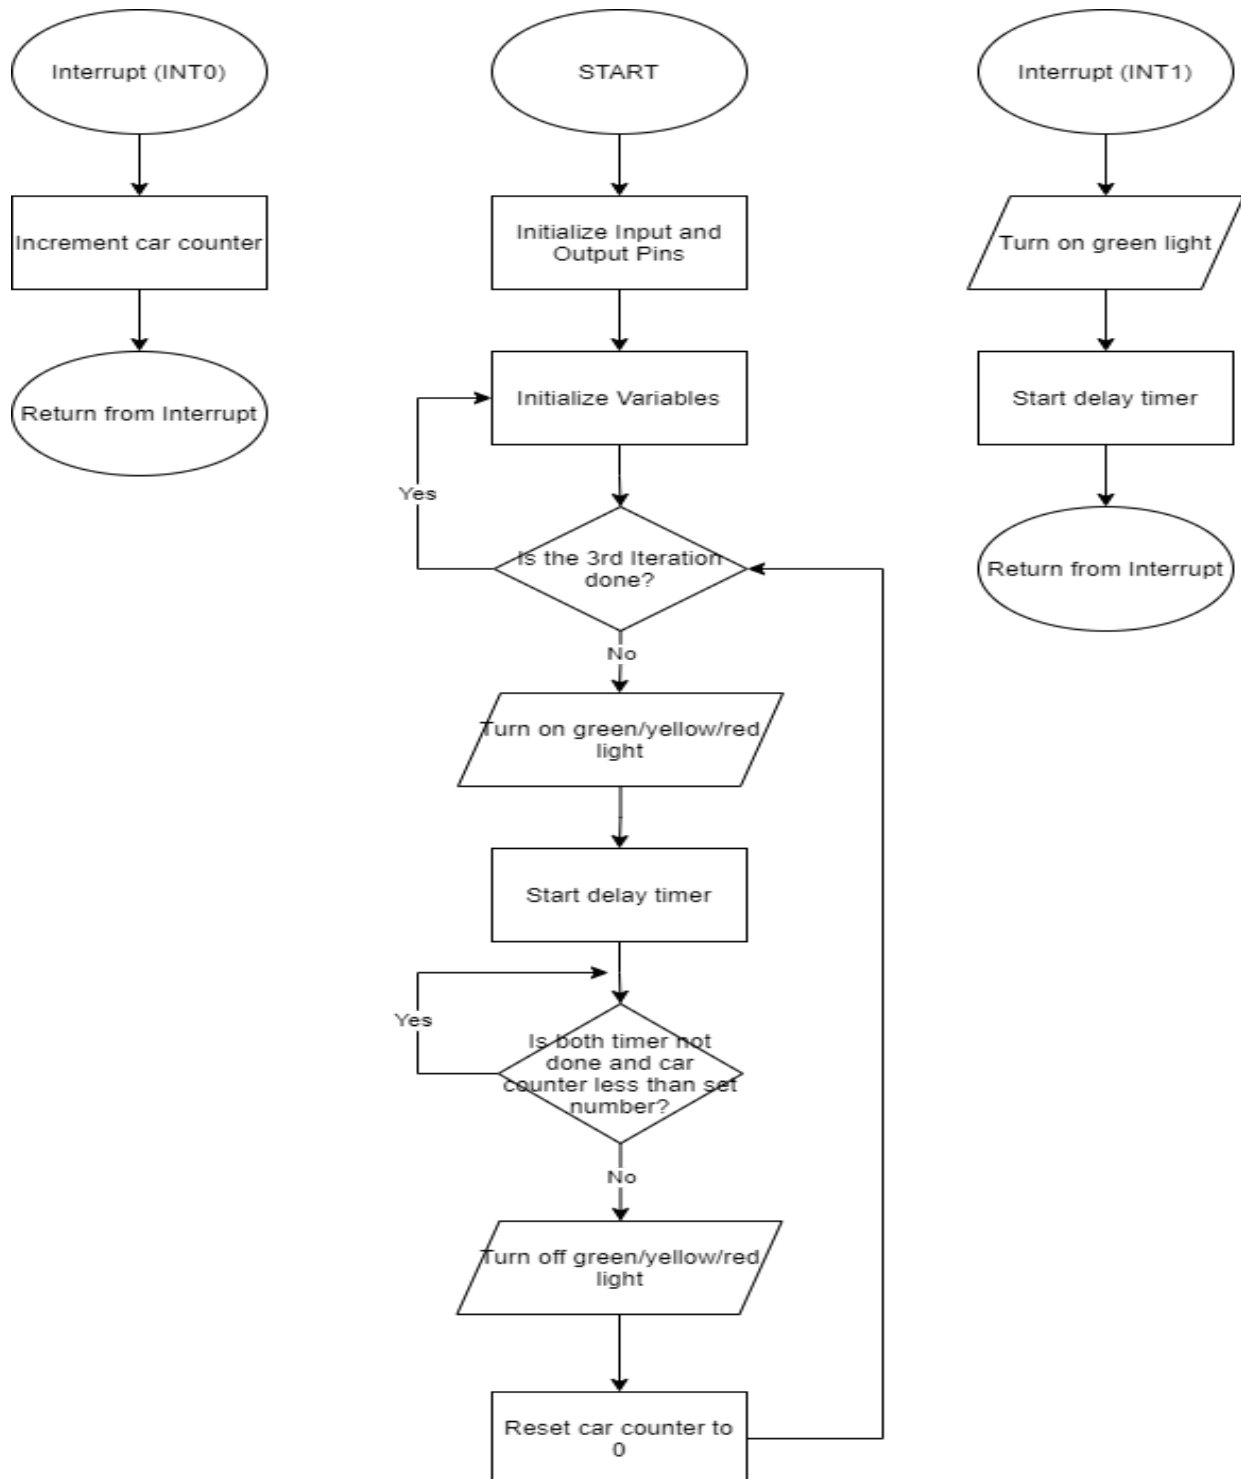 Interrupt (INT0)
Increment car counter
Return from Interrupt
START
Initialize Input and
Output Pins
Initialize Variables
Yes
Is the 3rd Iteration
done?
No
Turn on green/yellow/red
light
Start delay timer
Yes
Is both timer not
done and car
counter less than set
number?
No
Turn off green/yellow/red
light
Reset car counter to
0
Interrupt (INT1)
Turn on green light
Start delay timer
Return from Interrupt